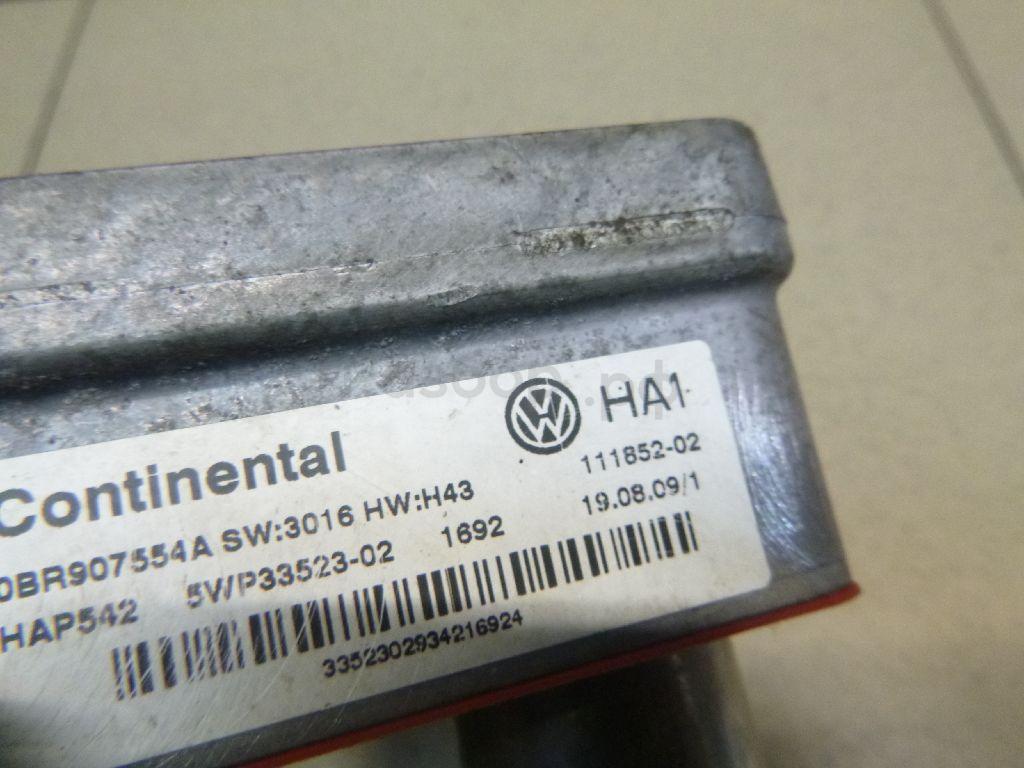 HA1
Continental
111852-02
0BR907554A SW:3016 HW:H43
19.08.09/1
HAP542 5WP33523-02 1692
3352302934216924